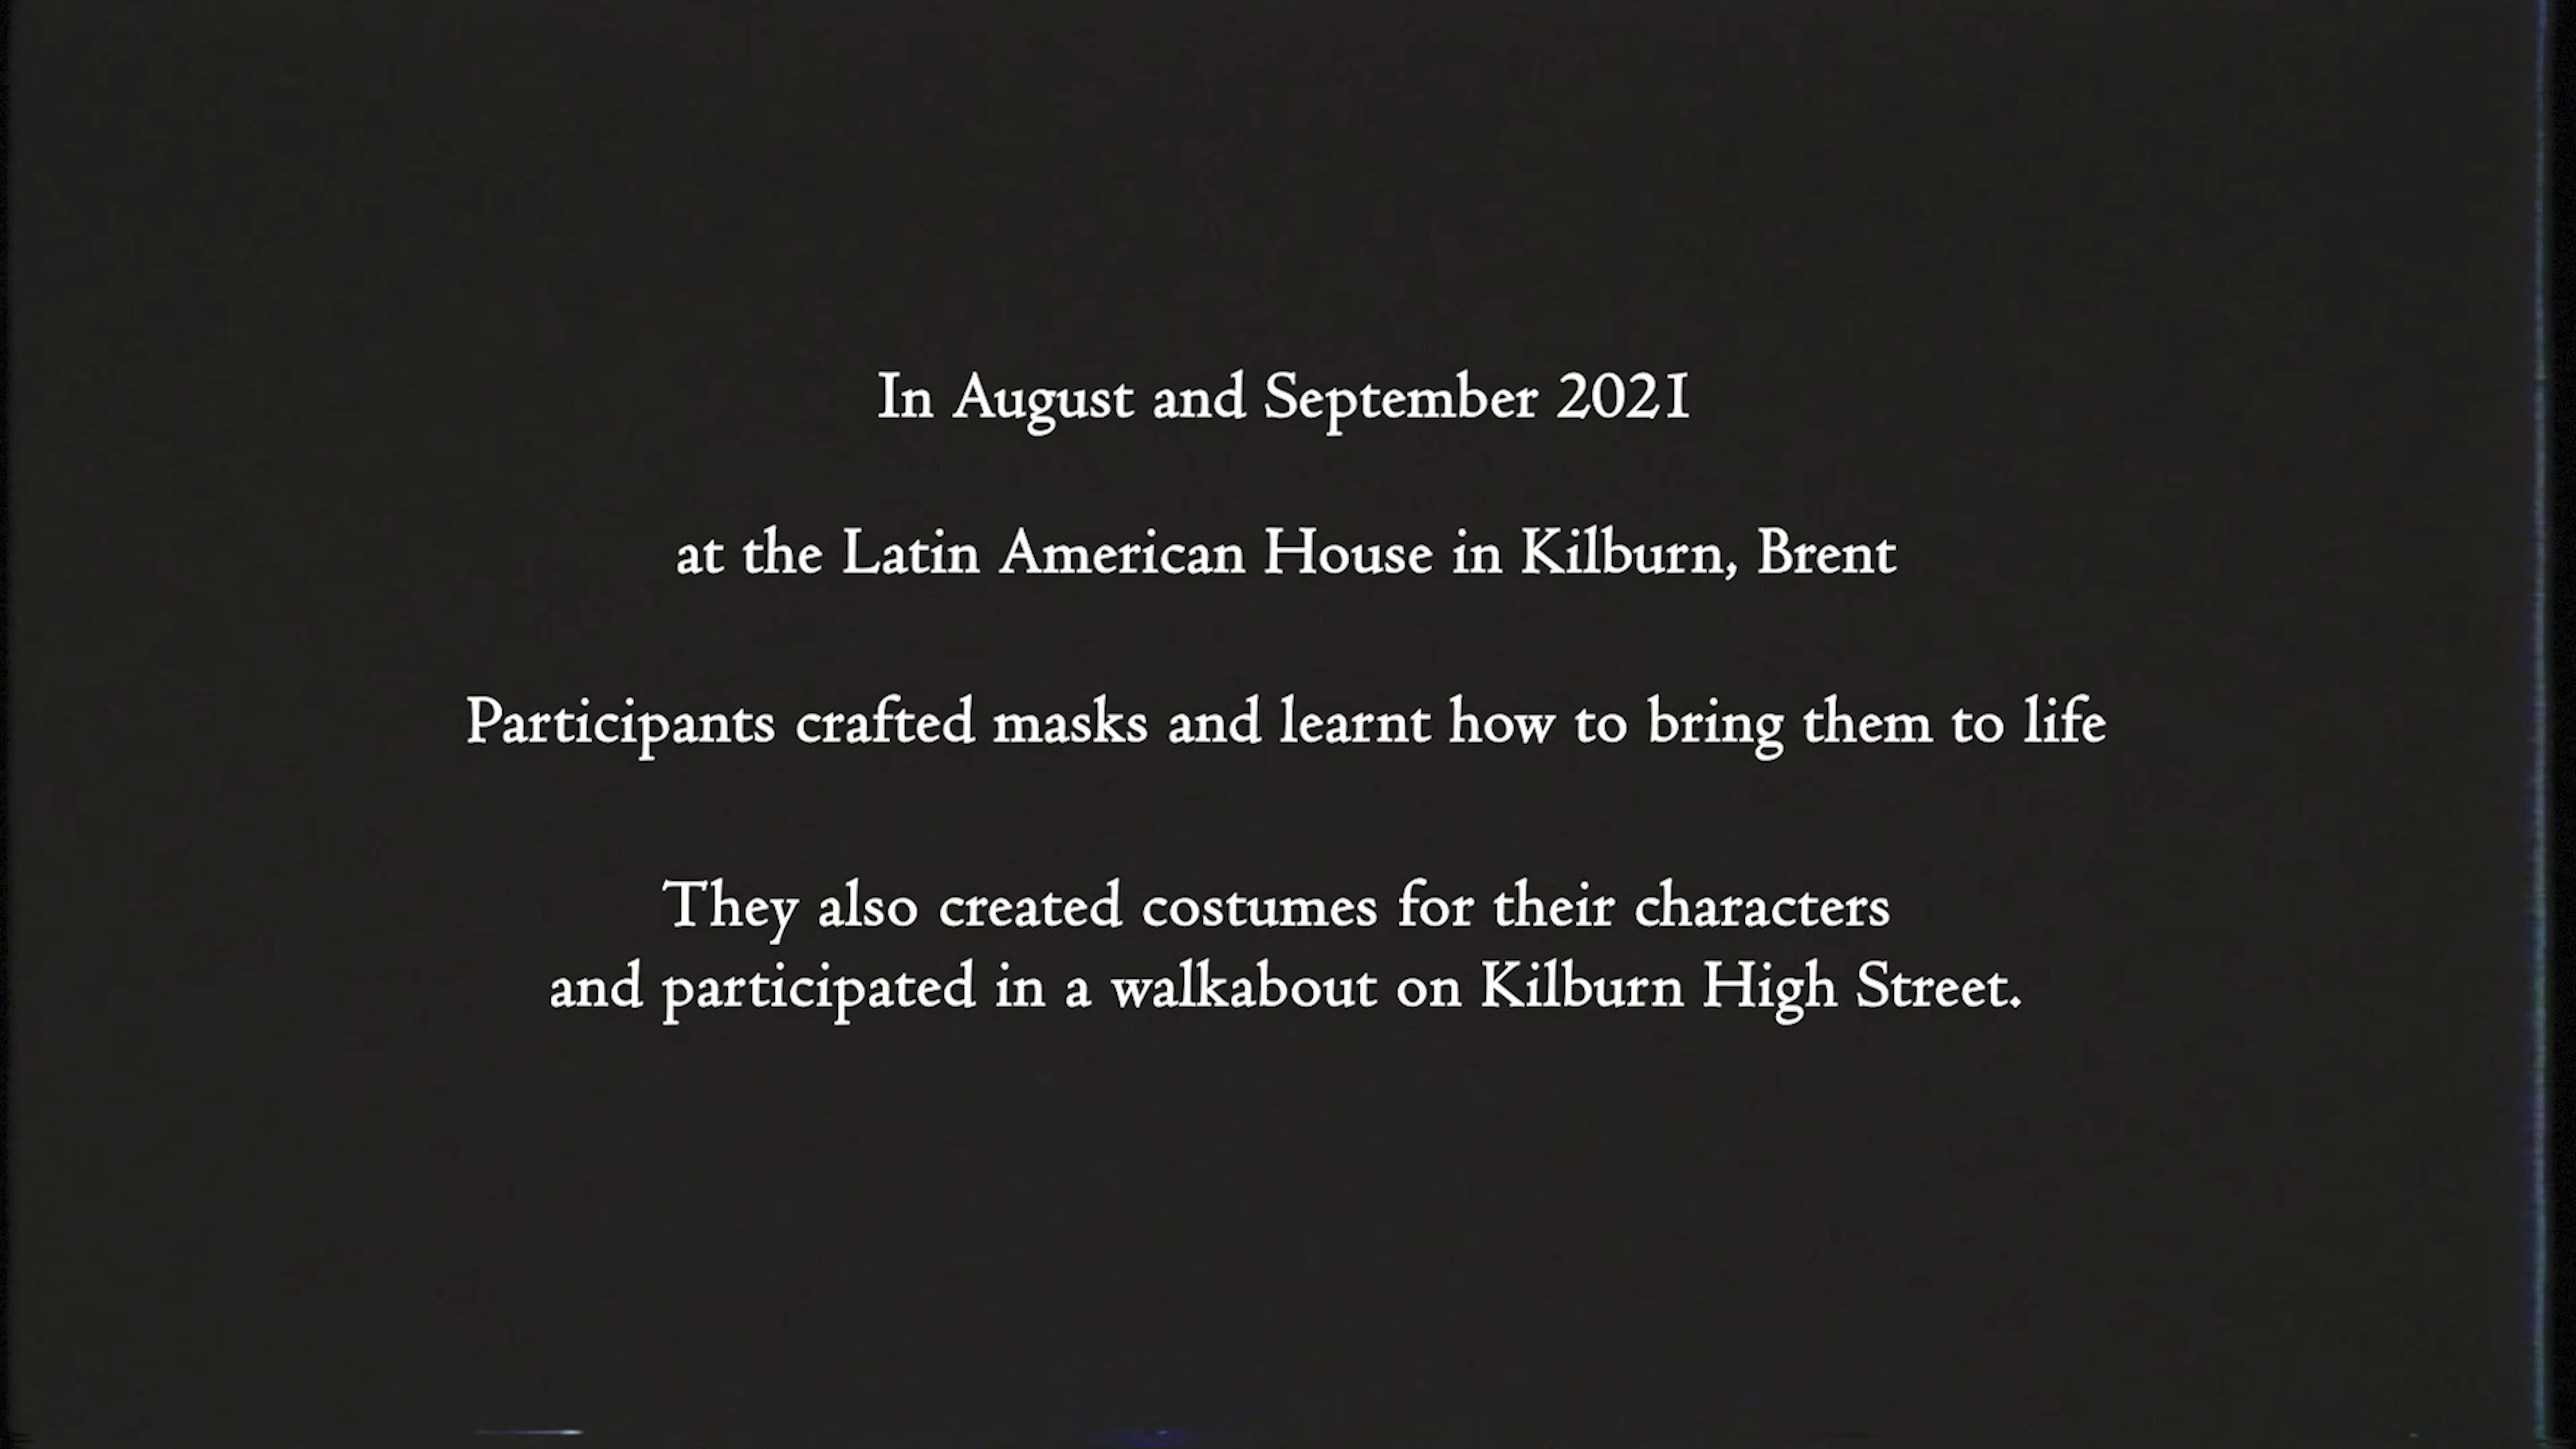 In August and September 2021
at the Latin American House in Kilburn, Brent
Participants crafted masks and learnt how to bring them to life
They also created costumes for their characters
and participated in a walkabout on Kilburn High Street.